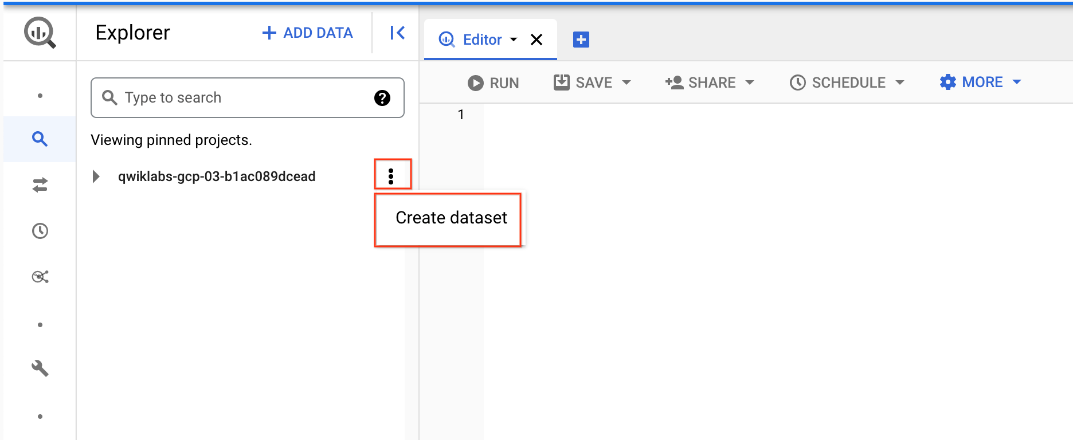 Explorer
ADD DATA
Editor
RUN
SAVE
SHARE
SCHEDULE
MORE
Type to search
?
1
Viewing pinned projects.
qwiklabs-gcp-03-b1ac089dcead
Create dataset